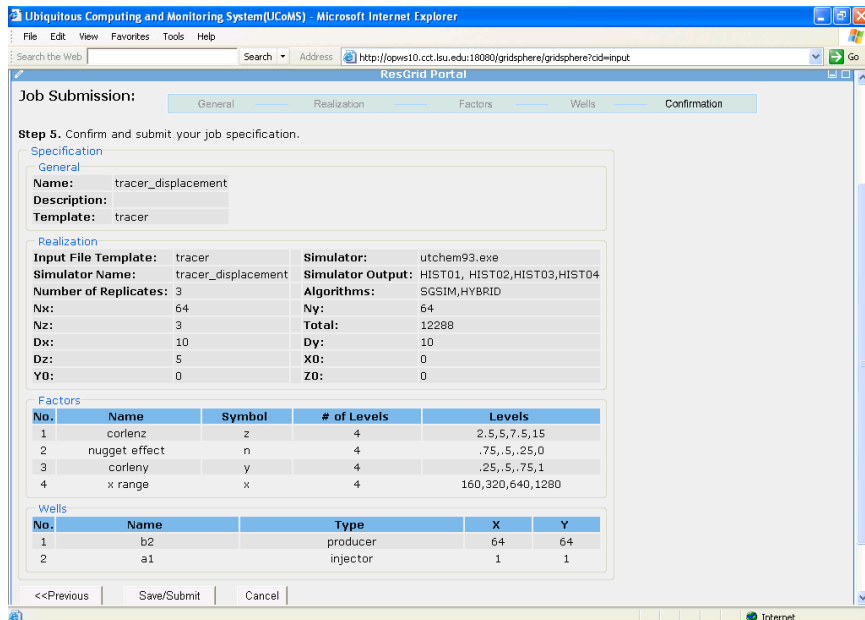 Ubiquitous Computing and Monitoring System(UCoMS) - Microsoft Internet Explorer
File Edit View Favorites Tools Help
Search the Web Search Address http://opws10.cct.lsu.edu:18080/gridsphere/gridsphere?cid=input Go
ResGrid Portal
Job Submission: General Realization Factors Wells Confirmation
Step 5. Confirm and submit your job specification.
Specification
General
Name: tracer_displacement
Description:
Template: tracer
Realization
Input File Template: tracer Simulator: utchem93.exe
Simulator Name: tracer_displacement Simulator Output: HIST01, HIST02,HIST03,HIST04
Number of Replicates: 3 Algorithms: SGSIM,HYBRID
Nx: 64 Ny: 64
Nz: 3 Total: 12288
Dx: 10 Dy: 10
Dz: 5 X0: 0
Y0: 0 Z0: 0
Factors
No. Name Symbol # of Levels Levels
1 corlenz z 4 2.5,5,7.5,15
2 nugget effect n 4 .75,.5,.25,0
3 corleny y 4 .25,.5,.75,1
4 x range x 4 160,320,640,1280
Wells
No. Name Type X Y
1 b2 producer 64 64
2 a1 injector 1 1
<<Previous Save/Submit Cancel
Internet